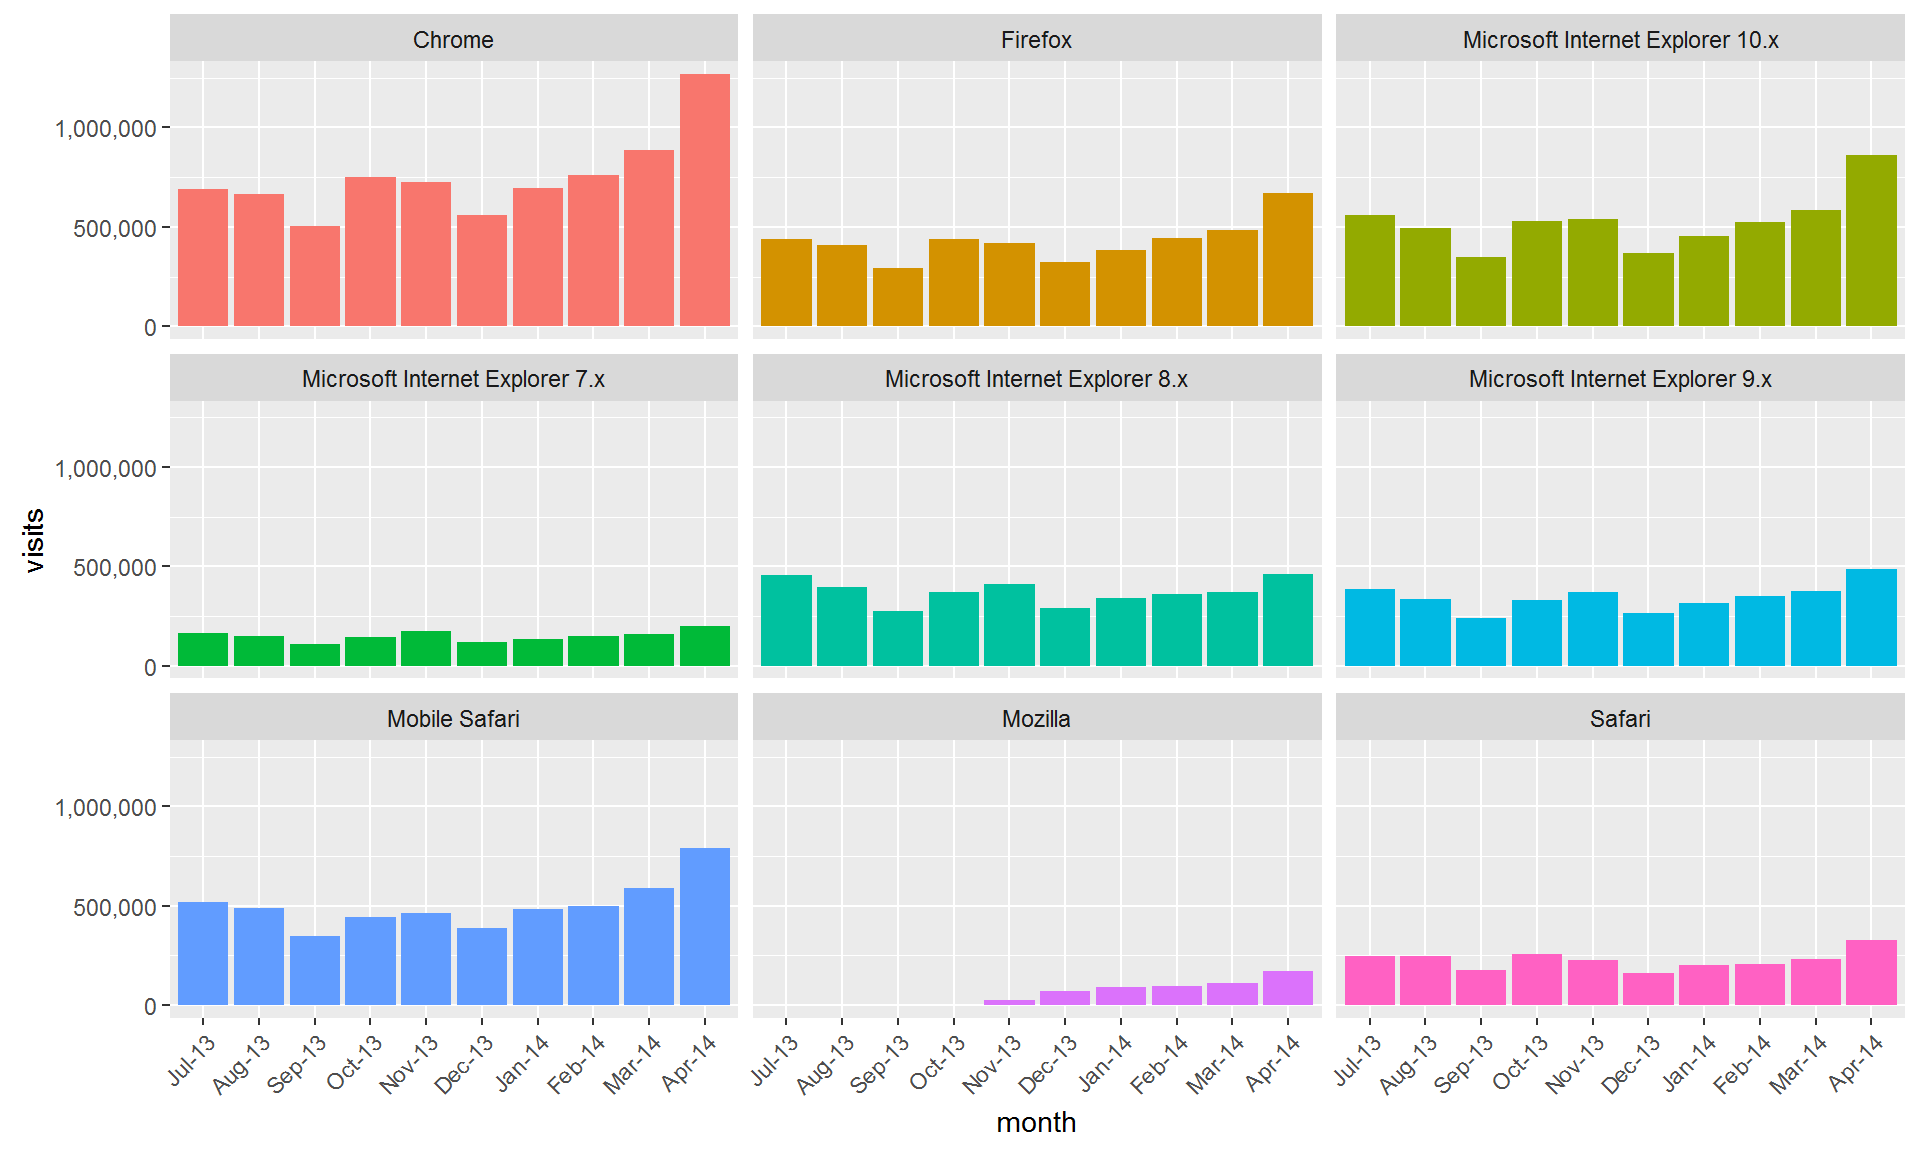 Chrome
Firefox
Microsoft Internet Explorer 10.x
1,000,000
500,000
0
Microsoft Internet Explorer 7.x
Microsoft Internet Explorer 8.x
Microsoft Internet Explorer 9.x
1,000,000
500,000
0
visits
Mobile Safari
Mozilla
Safari
1,000,000
500,000
0
Jul-13 Aug-13 Sep-13 Oct-13 Nov-13 Dec-13 Jan-14 Feb-14 Mar-14 Apr-14
Jul-13 Aug-13 Sep-13 Oct-13 Nov-13 Dec-13 Jan-14 Feb-14 Mar-14 Apr-14
Jul-13 Aug-13 Sep-13 Oct-13 Nov-13 Dec-13 Jan-14 Feb-14 Mar-14 Apr-14
month